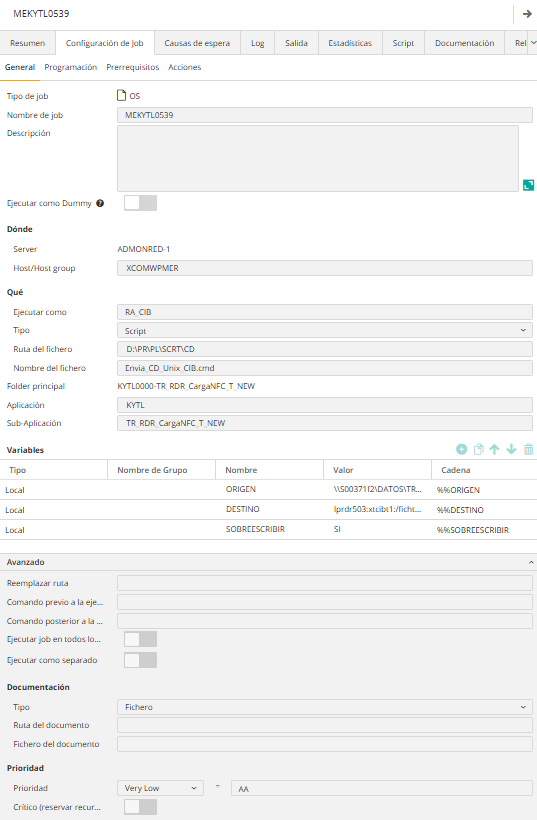 MEKYTL0539
Resumen Configuración de Job Causas de espera Log Salida Estadísticas Script Documentación Rel
General Programación Prerrequisitos Acciones
Tipo de job OS
Nombre de job MEKYTL0539
Descripción
Ejecutar como Dummy ?
Dónde
Server ADMONRED-1
Host/Host group XCOMWPMER
Qué
Ejecutar como RA_CIB
Tipo Script
Ruta del fichero D:\PR\PL\SCRT\CD
Nombre del fichero Envia_CD_Unix_CIB.cmd
Folder principal KYTL0000-TR_RDR_CargaNFC_T_NEW
Aplicación KYTL
Sub-Aplicación TR_RDR_CargaNFC_T_NEW
Variables
Tipo Nombre de Grupo Nombre Valor Cadena
Local ORIGEN \\S00371f2\DATOS\TR... %%ORIGEN
Local DESTINO lprdr503:xtcibt1:/ficht... %%DESTINO
Local SOBREESCRIBIR SI %%SOBREESCRIBIR
Avanzado
Reemplazar ruta
Comando previo a la eje...
Comando posterior a la ...
Ejecutar job en todos lo...
Ejecutar como separado
Documentación
Tipo Fichero
Ruta del documento
Fichero del documento
Prioridad
Prioridad Very Low = AA
Crítico (reservar recur...